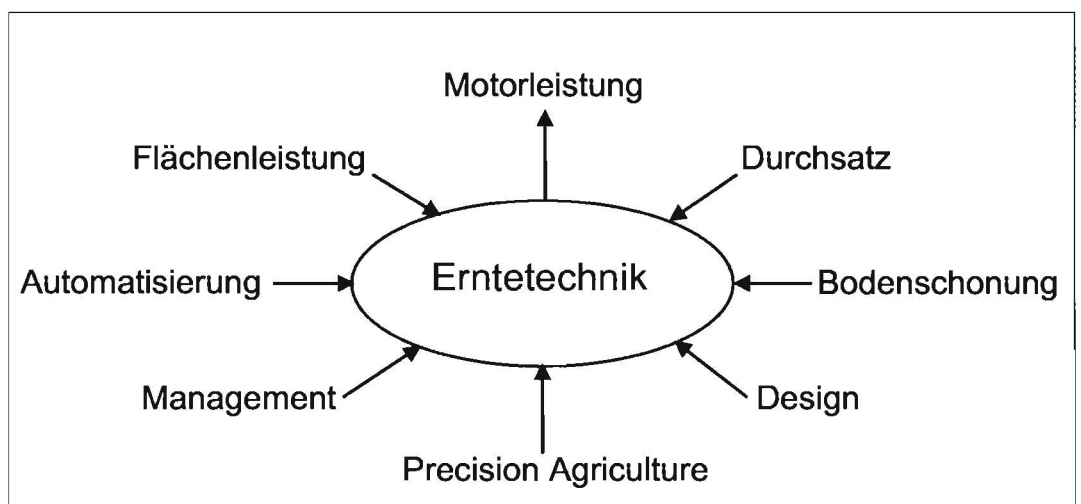 Motorleistung
Flächenleistung
Durchsatz
Automatisierung
Erntetechnik
Bodenschonung
Management
Design
Precision Agriculture